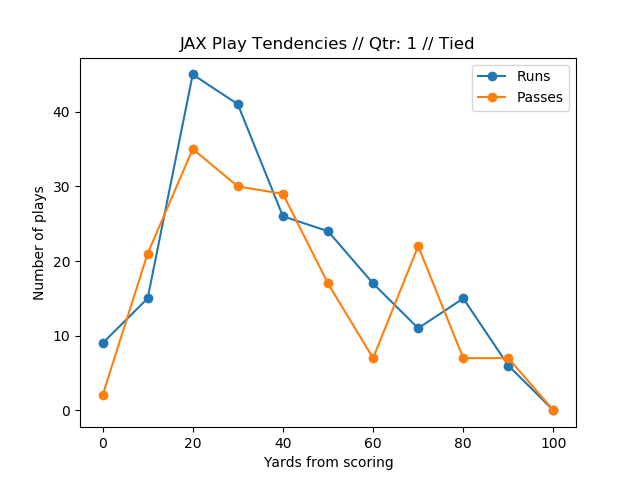 JAX Play Tendencies // Qtr: 1 // Tied
Runs
Passes
Number of plays
40
30
20
10
0
0 20 40 60 80 100
Yards from scoring